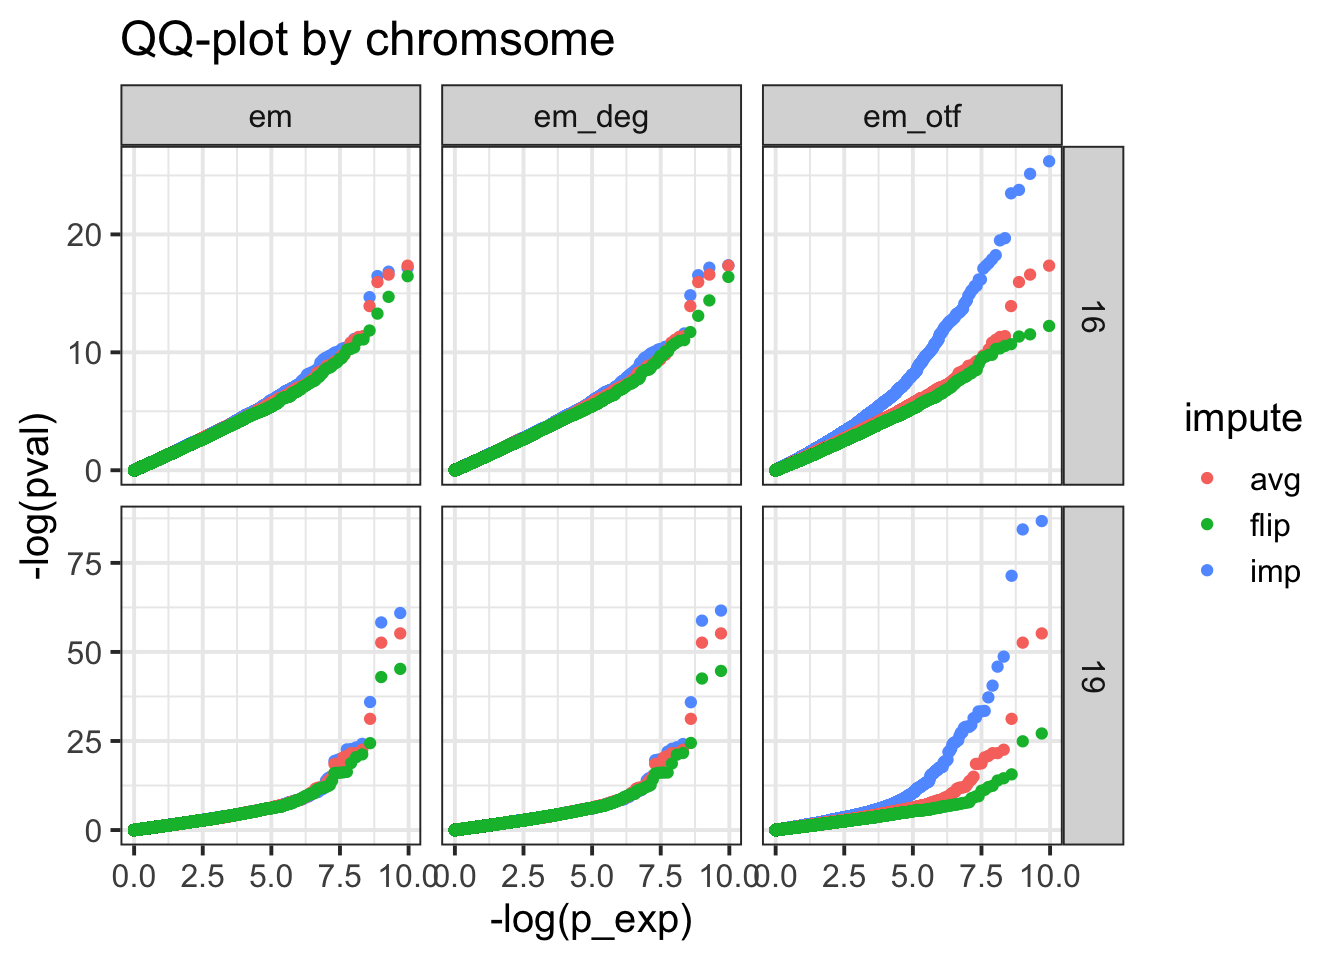 QQ-plot by chromsome
em em_deg em_otf
20
10
0
16
75
50
25
0
19
0.0 2.5 5.0 7.5 10.0 0.0 2.5 5.0 7.5 10.0 0.0 2.5 5.0 7.5 10.0
-log(p_exp)
-log(pval)
impute
avg
flip
imp